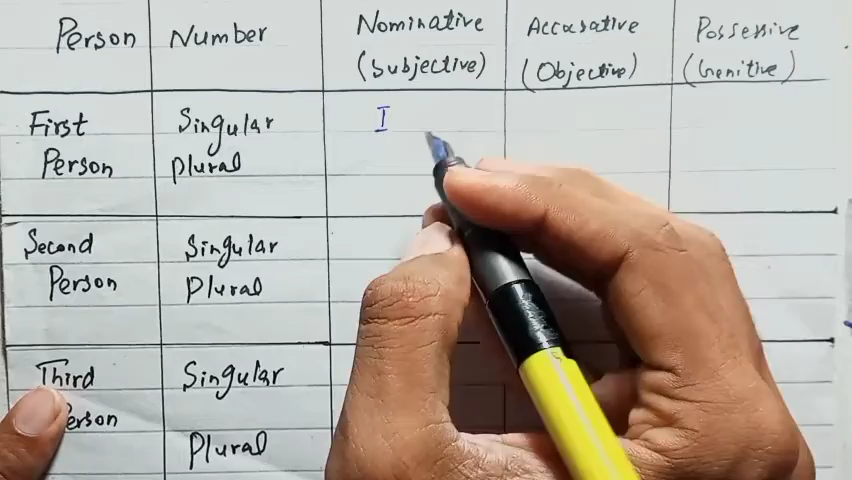 Person Number Nominative (Subjective) Accusative (Objective) Possessive (Genitive)
First Person Singular I
Plural
Second Person Singular
Plural
Third Person Singular
Plural